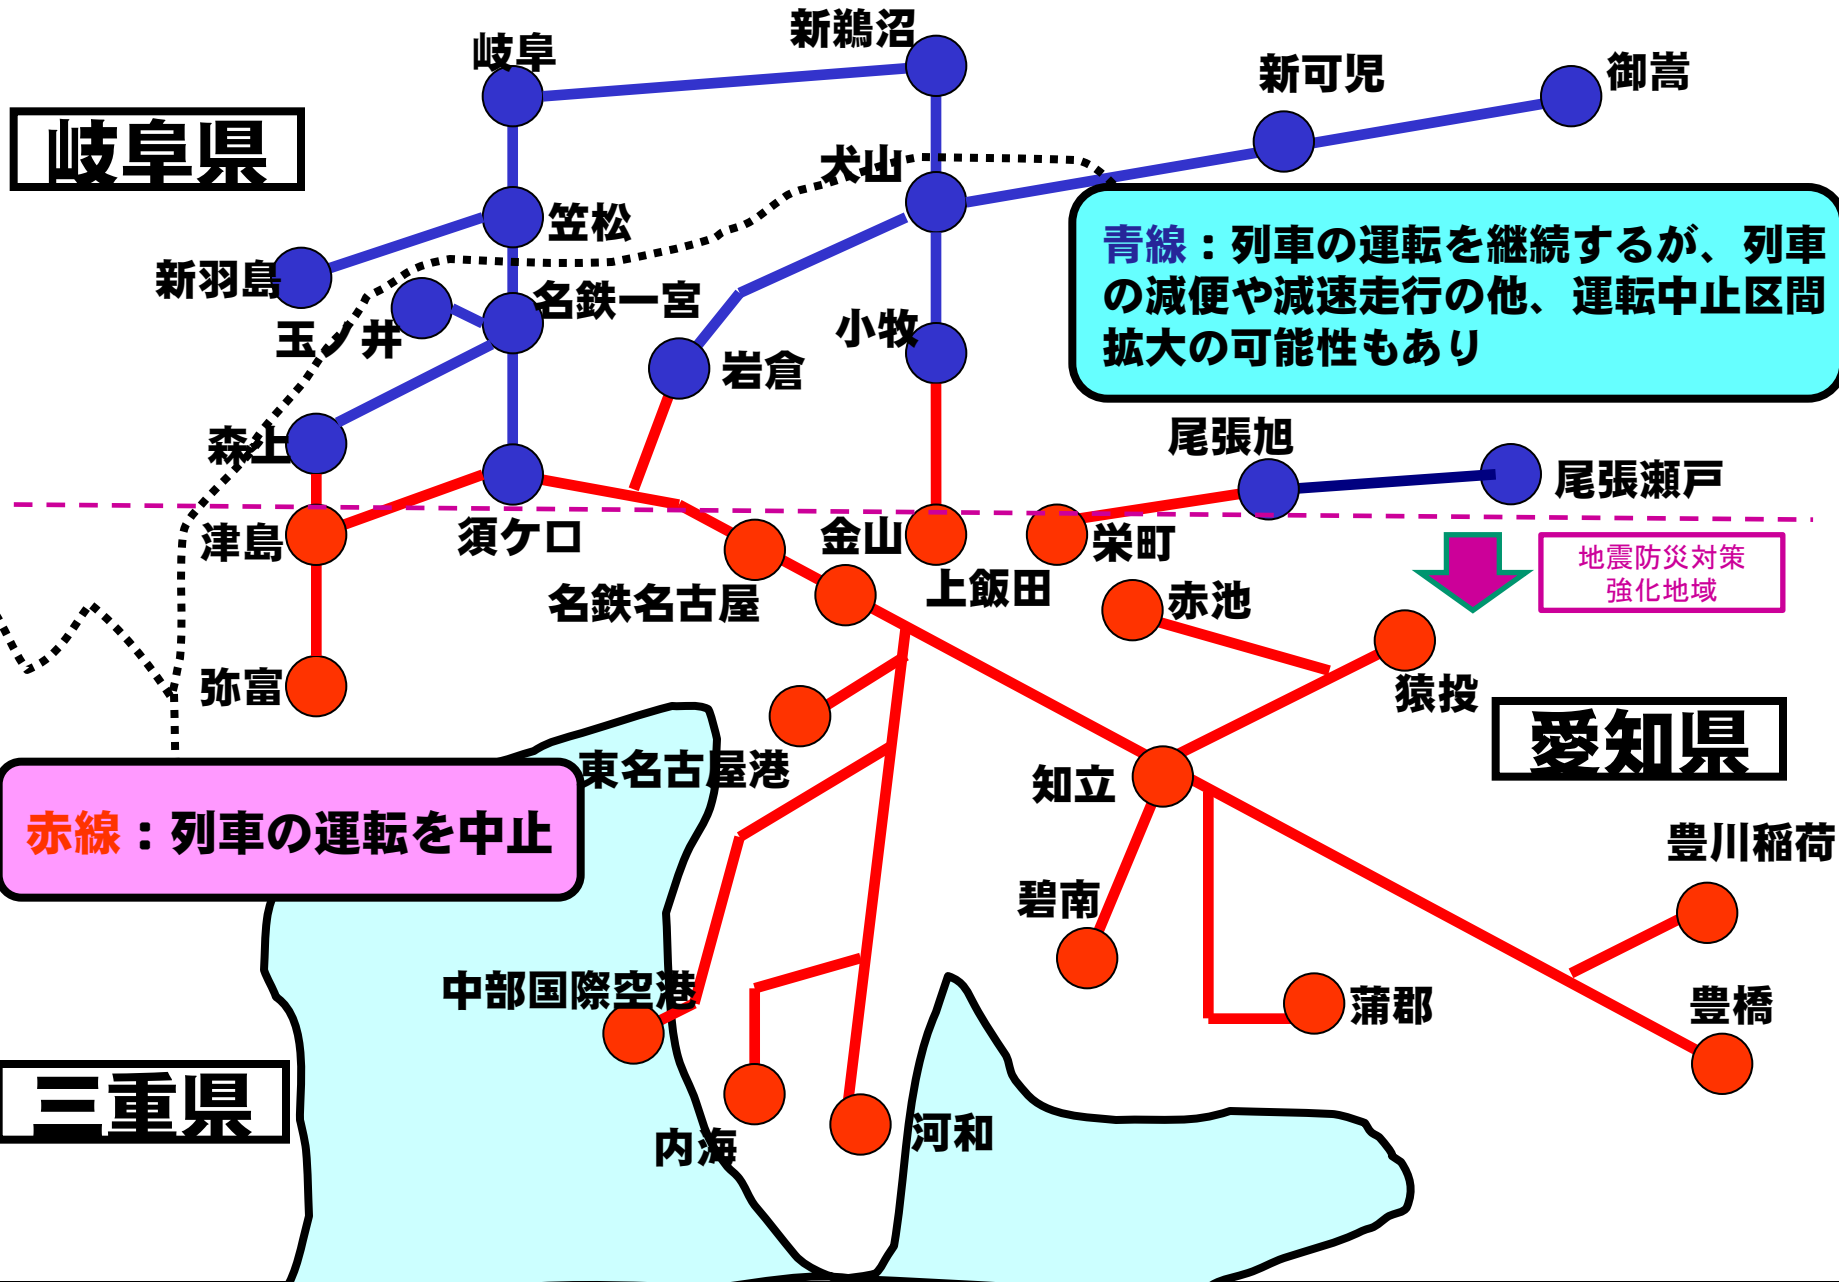 新鵜沼
岐阜
新可児
御嵩
岐阜県
犬山
笠松
新羽島
名鉄一宮
玉ノ井
小牧
岩倉
青線：列車の運転を継続するが、列車
の減便や減速走行の他、運転中止区間
拡大の可能性もあり
森上
尾張旭
尾張瀬戸
津島
須ケ口
金山
栄町
地震防災対策
強化地域
名鉄名古屋
上飯田
赤池
弥富
猿投
愛知県
東名古屋港
知立
赤線：列車の運転を中止
豊川稲荷
碧南
中部国際空港
蒲郡
豊橋
三重県
内海
河和